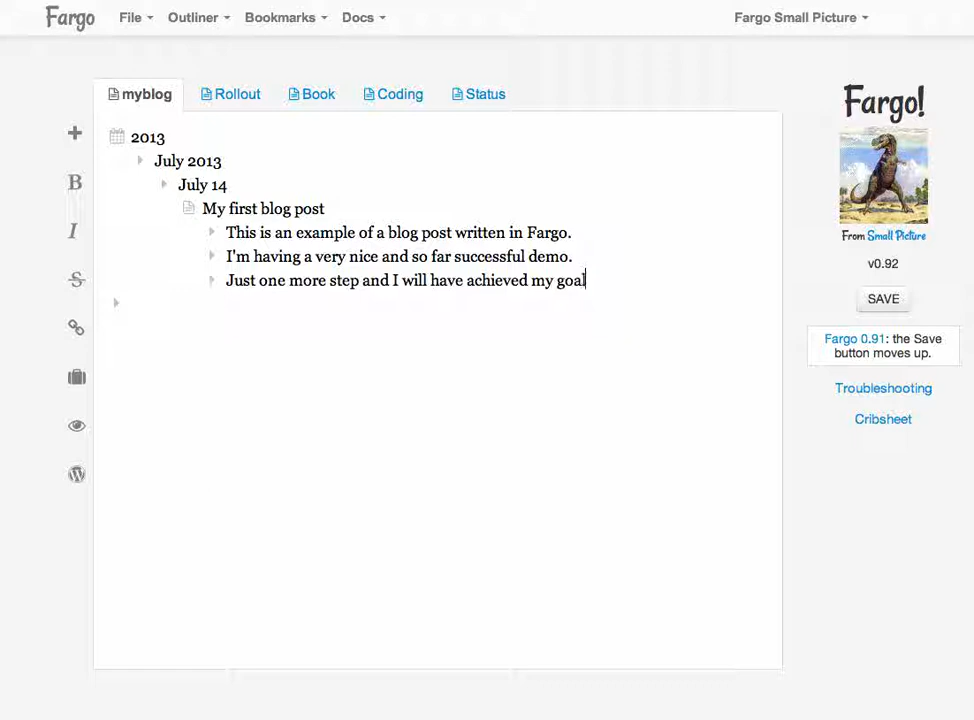 Fargo File Outliner Bookmarks Docs Fargo Small Picture
myblog Rollout Book Coding Status
2013
July 2013
July 14
My first blog post
This is an example of a blog post written in Fargo.
I'm having a very nice and so far successful demo.
Just one more step and I will have achieved my goal
B
I
S
Fargo!
From Small Picture
v0.92
SAVE
Fargo 0.91: the Save
button moves up.
Troubleshooting
Cribsheet